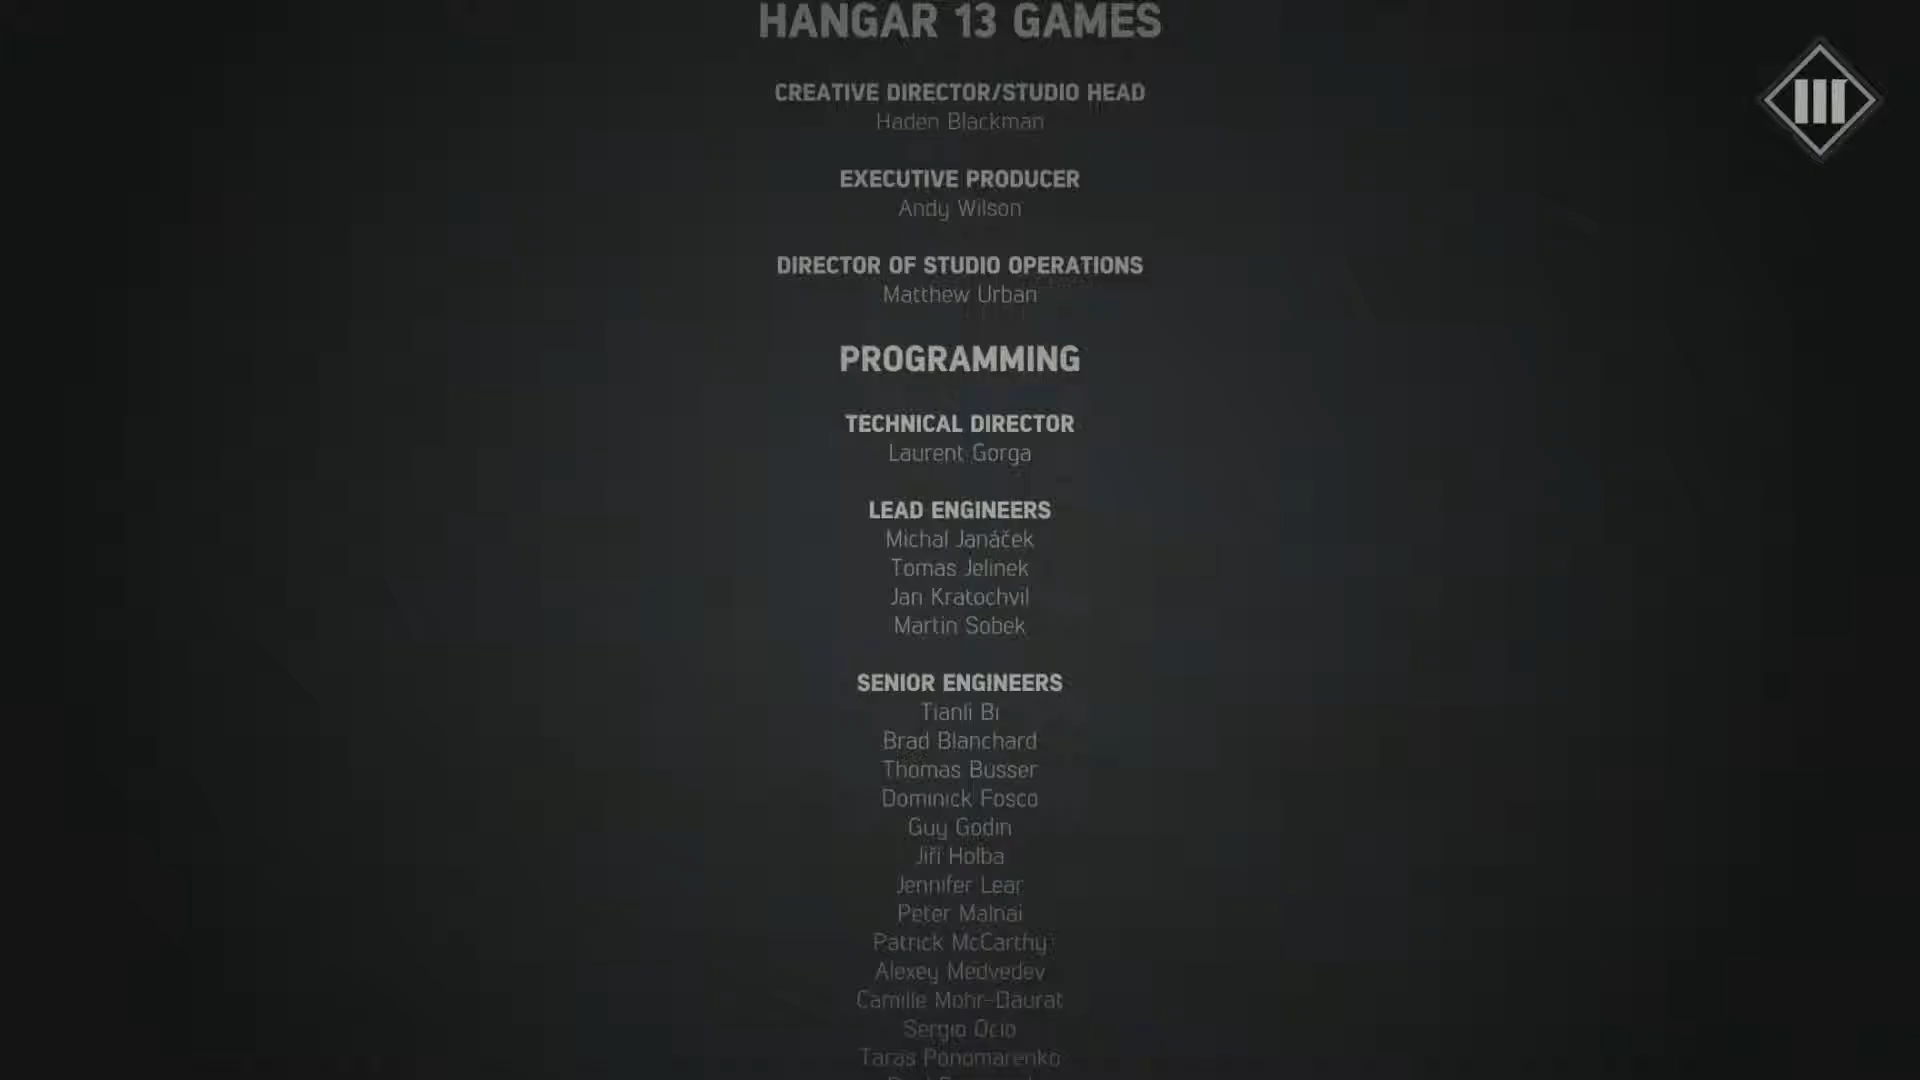 HANGAR 13 GAMES
CREATIVE DIRECTOR/STUDIO HEAD
Haden Blackman
EXECUTIVE PRODUCER
Andy Wilson
DIRECTOR OF STUDIO OPERATIONS
Matthew Urban
PROGRAMMING
TECHNICAL DIRECTOR
Laurent Gorga
LEAD ENGINEERS
Michal Janáček
Tomas Jelinek
Jan Kratochvil
Martin Sobek
SENIOR ENGINEERS
Tianli Bi
Brad Blanchard
Thomas Busser
Dominick Fosco
Guy Godin
Jiří Holba
Jennifer Lear
Peter Malnai
Patrick McCarthy
Alexey Medvedev
Camille Mohr-Daurat
Sergio Ocio
Taras Ponomarenko
III